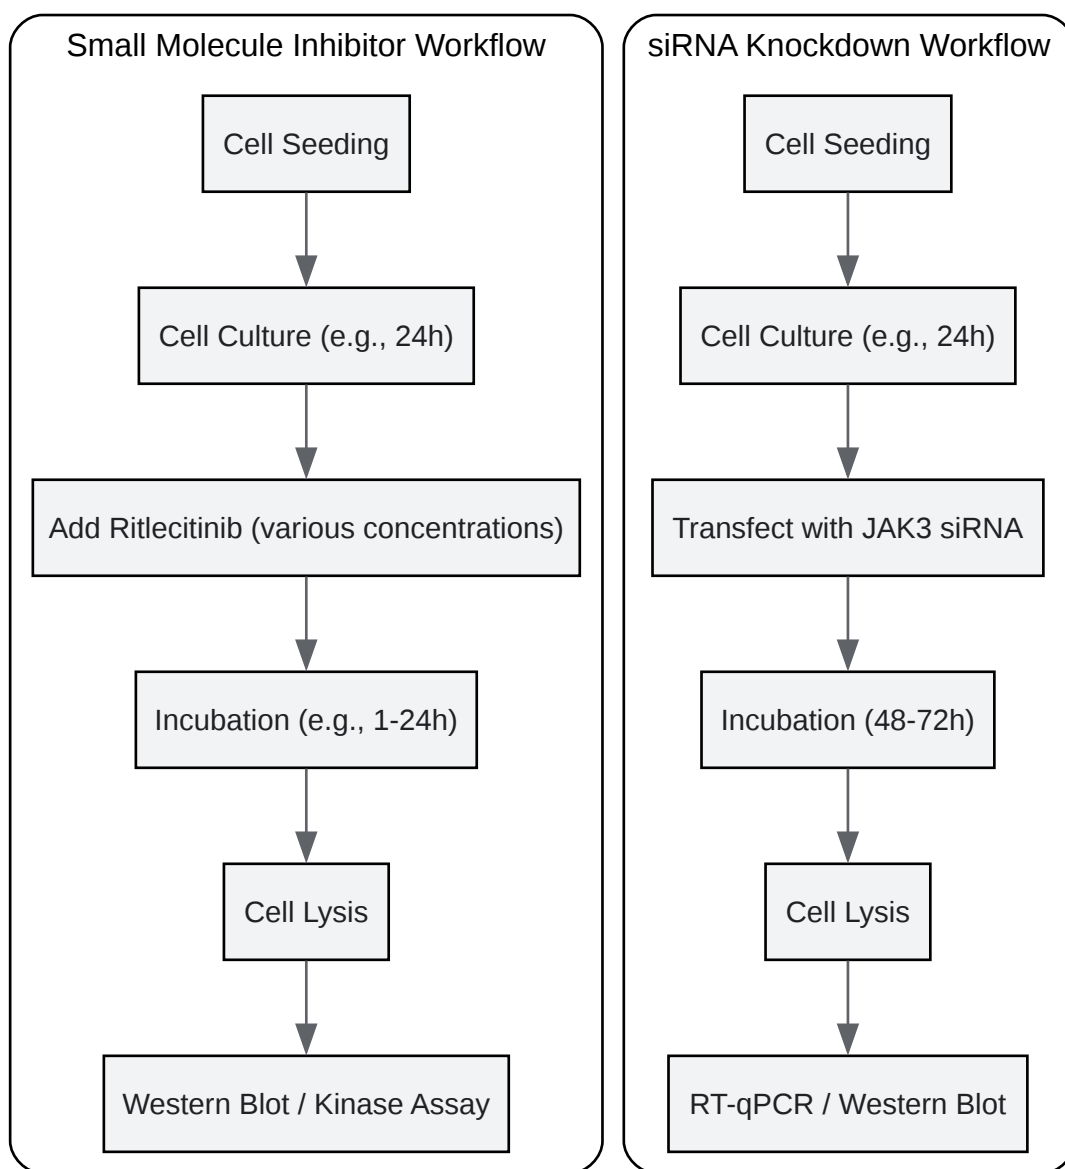 Small Molecule Inhibitor Workflow
Cell Seeding
Cell Culture (e.g., 24h)
Add Ritlecitinib (various concentrations)
Incubation (e.g., 1-24h)
Cell Lysis
Western Blot / Kinase Assay
siRNA Knockdown Workflow
Cell Seeding
Cell Culture (e.g., 24h)
Transfect with JAK3 siRNA
Incubation (48-72h)
Cell Lysis
RT-qPCR / Western Blot